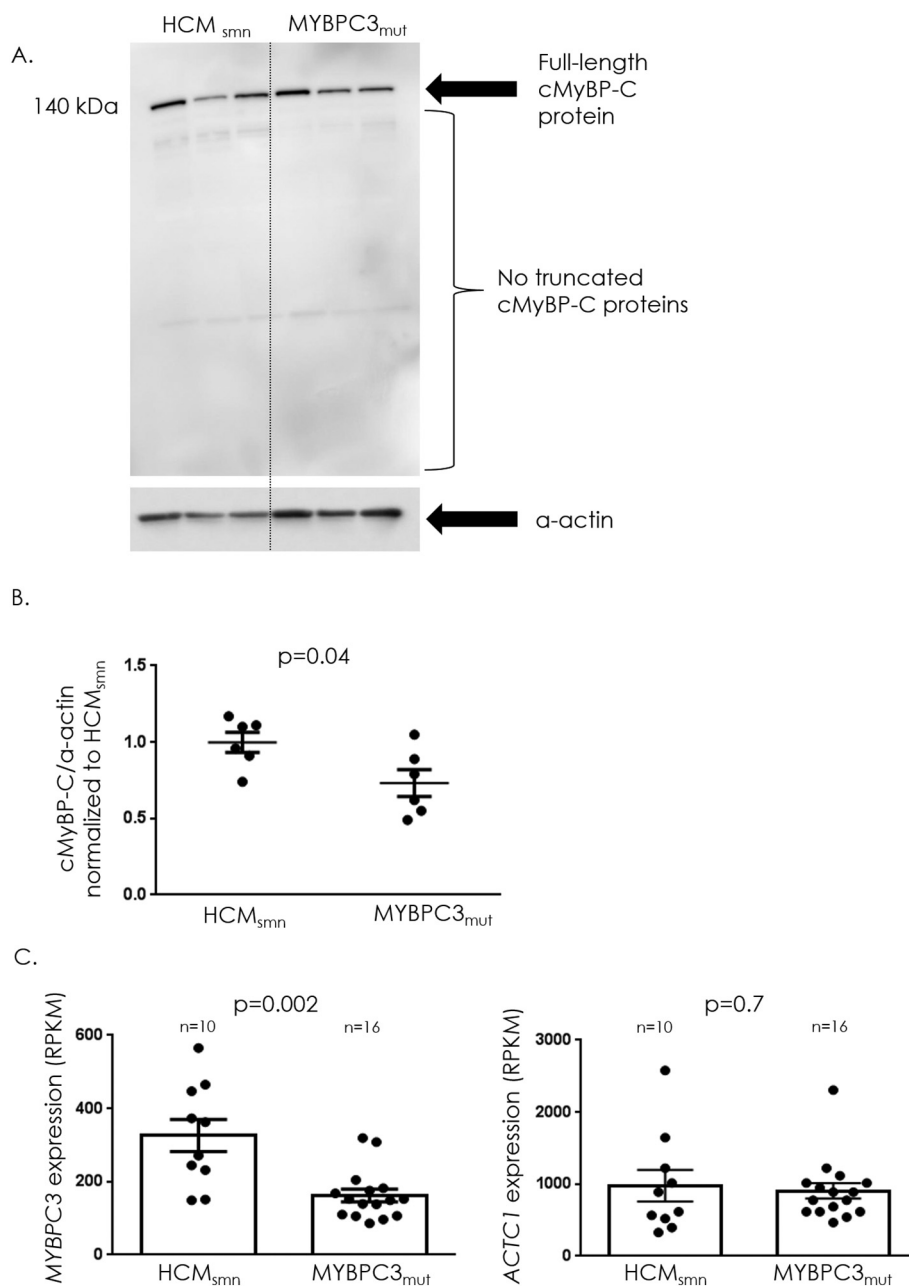 HCM smn MYBPC3mut
A.
Full-length
cMyBP-C
protein
140 kDa
No truncated
cMyBP-C proteins
α-actin
B.
p=0.04
cMyBP-C/α-actin
normalized to HCMsmn
1.5
1.0
0.5
0.0
HCMsmn MYBPC3mut
C.
p=0.002
n=10 n=16
MYBPC3 expression (RPKM)
600
400
200
0
HCMsmn MYBPC3mut
p=0.7
n=10 n=16
ACTC1 expression (RPKM)
3000
2000
1000
0
HCMsmn MYBPC3mut